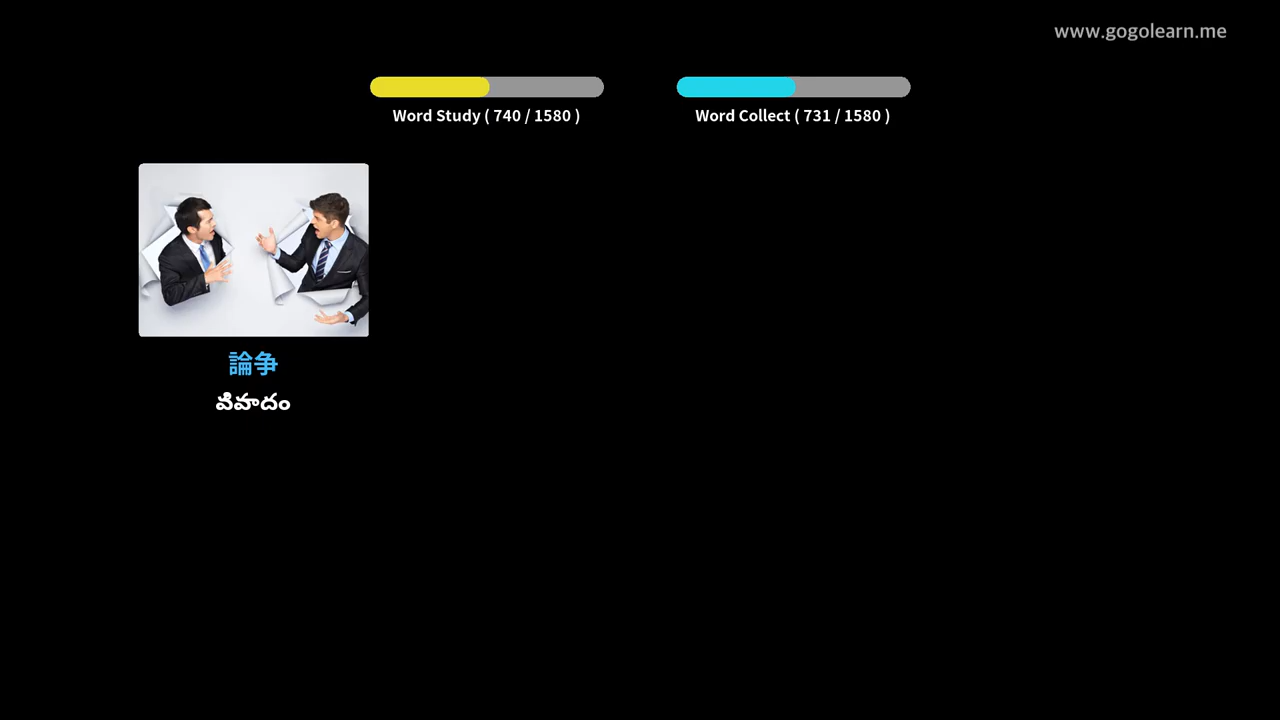 www.gogolearn.me
Word Study ( 740 / 1580 )
Word Collect ( 731 / 1580 )
論争
వివాదం